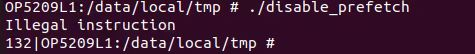 OP5209L1:/data/local/tmp # ./disable_prefetch
Illegal instruction
132|OP5209L1:/data/local/tmp #